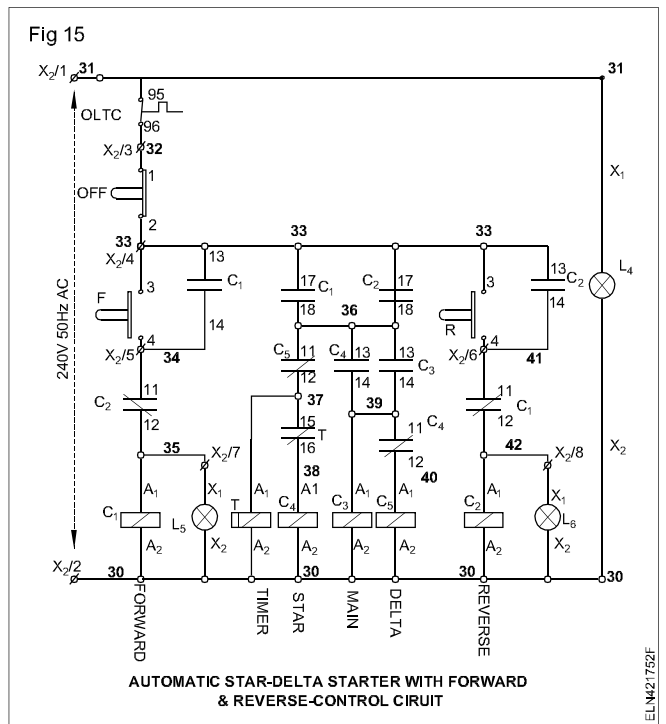 Fig 15
X2/1 31 31
95
OLTC
96
X2/3 32
1
OFF
2
33 33 33
X2/4
13 C1 14
17 C1 18
C2 17 18
13 C2 14
3 F 4
3 R 4
X1
L4
X2
240V 50Hz AC
36
X2/5 34
X2/6 41
C5 11 12
C4 13 14
13 C3 14
11 C2 12
11 C1 12
37
39
15 T 16
C4 11 12
38
40
35 X2/7
42 X2/8
X1 L5 X2
X1 L6 X2
A1 C1 A2
A1 T A2
A1 C4 A2
A1 C3 A2
A1 C5 A2
A1 C2 A2
X2/2 30 30 30 30
FORWARD
TIMER
STAR
MAIN
DELTA
REVERSE
AUTOMATIC STAR-DELTA STARTER WITH FORWARD
& REVERSE-CONTROL CIRUIT
ELN421752F